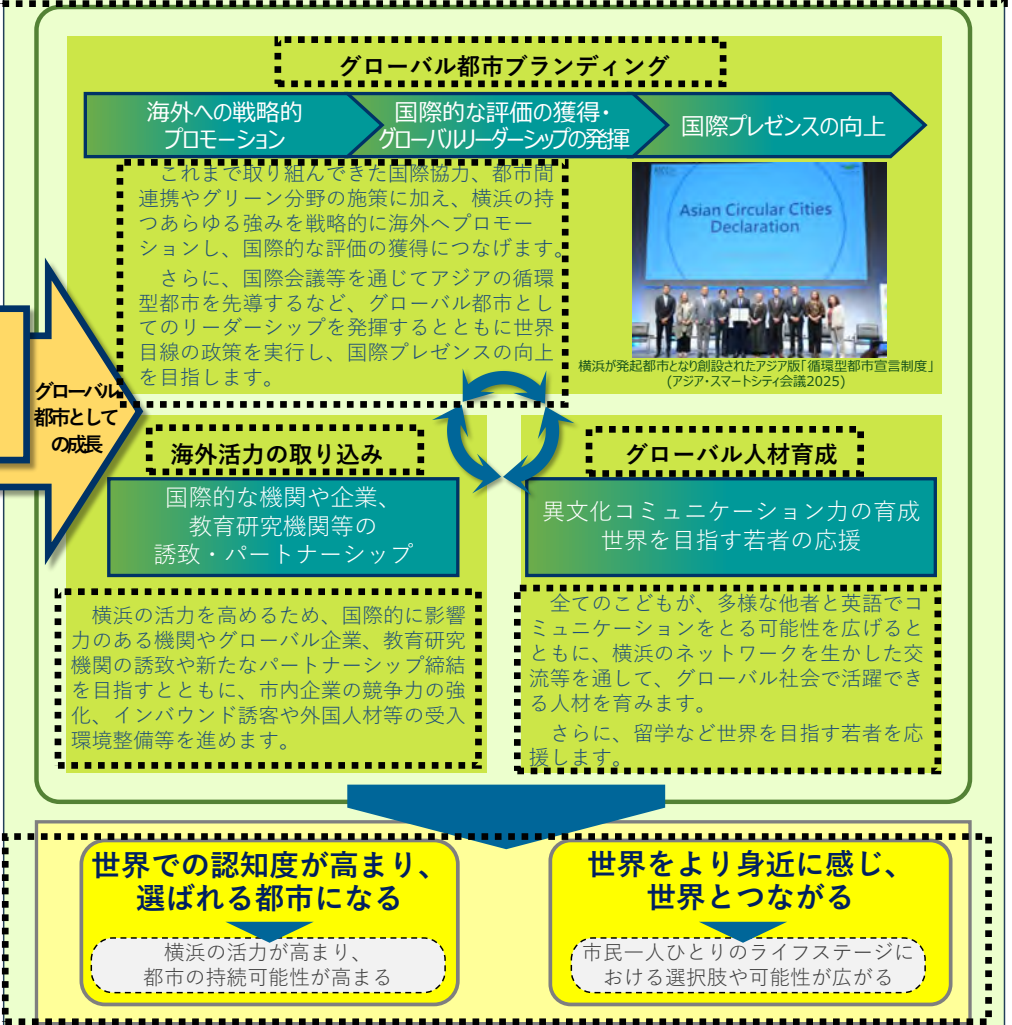 グローバル都市ブランディング
海外への戦略的
プロモーション
国際的な評価の獲得・
グローバルリーダーシップの発揮
国際プレゼンスの向上
これまで取り組んできた国際協力、都市間
連携やグリーン分野の施策に加え、横浜の持
つあらゆる強みを戦略的に海外へプロモー
ションし、国際的な評価の獲得につなげます。
さらに、国際会議等を通じてアジアの循環
型都市を先導するなど、グローバル都市とし
てのリーダーシップを発揮するとともに世界
目線の政策を実行し、国際プレゼンスの向上
を目指します。
Asian Circular Cities
Declaration
横浜が発起都市となり創設されたアジア版「循環型都市宣言制度」
(アジア・スマートシティ会議2025)
グローバル
都市として
の成長
海外活力の取り込み
国際的な機関や企業、
教育研究機関等の
誘致・パートナーシップ
横浜の活力を高めるため、国際的に影響
力のある機関やグローバル企業、教育研究
機関の誘致や新たなパートナーシップ締結
を目指すとともに、市内企業の競争力の強
化、インバウンド誘客や外国人材等の受入
環境整備等を進めます。
グローバル人材育成
異文化コミュニケーション力の育成
世界を目指す若者の応援
全てのこどもが、多様な他者と英語でコ
ミュニケーションをとる可能性を広げると
ともに、横浜のネットワークを生かした交
流等を通して、グローバル社会で活躍でき
る人材を育みます。
さらに、留学など世界を目指す若者を応
援します。
世界での認知度が高まり、
選ばれる都市になる
横浜の活力が高まり、
都市の持続可能性が高まる
世界をより身近に感じ、
世界とつながる
市民一人ひとりのライフステージに
おける選択肢や可能性が広がる